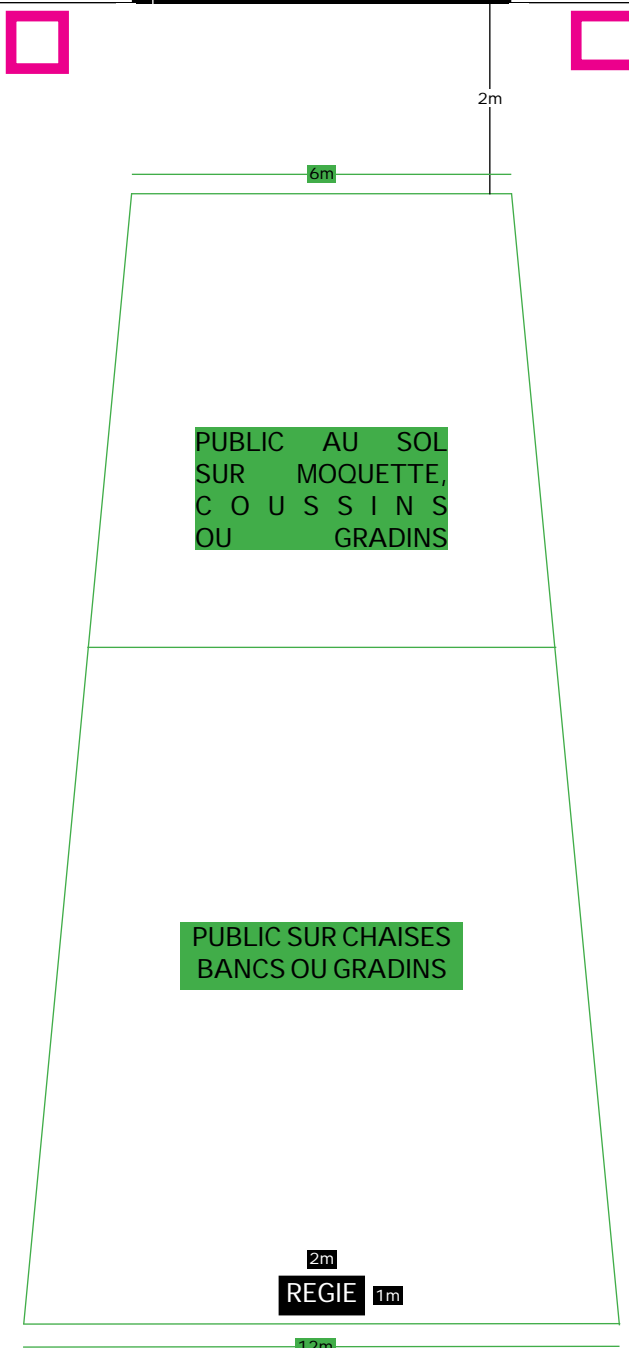 2m
6m
PUBLIC AU SOL
SUR MOQUETTE,
COUSSINS
OU GRADINS
PUBLIC SUR CHAISES
BANCS OU GRADINS
2m
REGIE 1m
12m